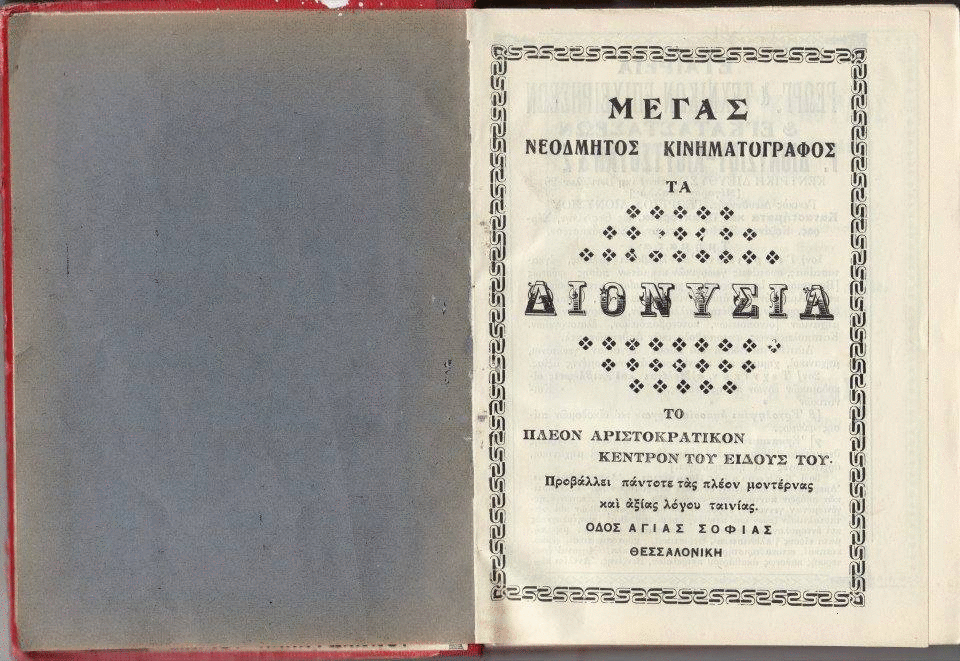 ΜΕΓΑΣ
ΝΕΟΔΜΗΤΟΣ ΚΙΝΗΜΑΤΟΓΡΑΦΟΣ
ΤΑ
ΔΙΟΝΥΣΙΑ
ΤΟ
ΠΛΕΟΝ ΑΡΙΣΤΟΚΡΑΤΙΚΟΝ
ΚΕΝΤΡΟΝ ΤΟΥ ΕΙΔΟΥΣ ΤΟΥ.
Προβάλλει πάντοτε τὰς πλέον μοντέρνας
καὶ ἀξίας λόγου ταινίας.
ΟΔΟΣ ΑΓΙΑΣ ΣΟΦΙΑΣ
ΘΕΣΣΑΛΟΝΙΚΗ